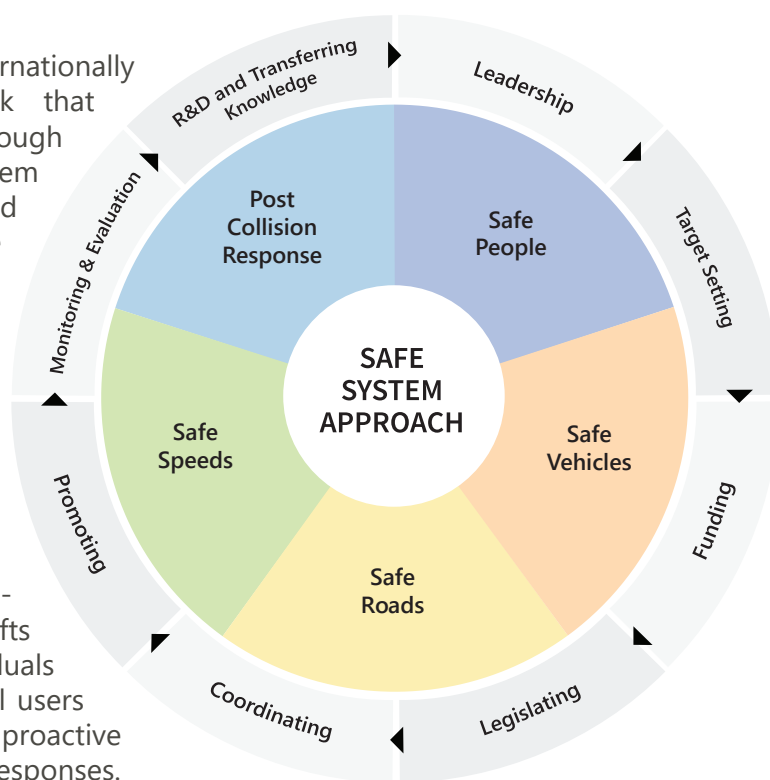 rnationally
k that
ough
em
d
fts
duals
l users
proactive
esponses.
R&D and Transferring
Knowledge
Leadership
Target Setting
Funding
Legislating
Coordinating
Promoting
Monitoring & Evaluation
Post
Collision
Response
Safe
People
Safe
Vehicles
Safe
Roads
Safe
Speeds
SAFE
SYSTEM
APPROACH